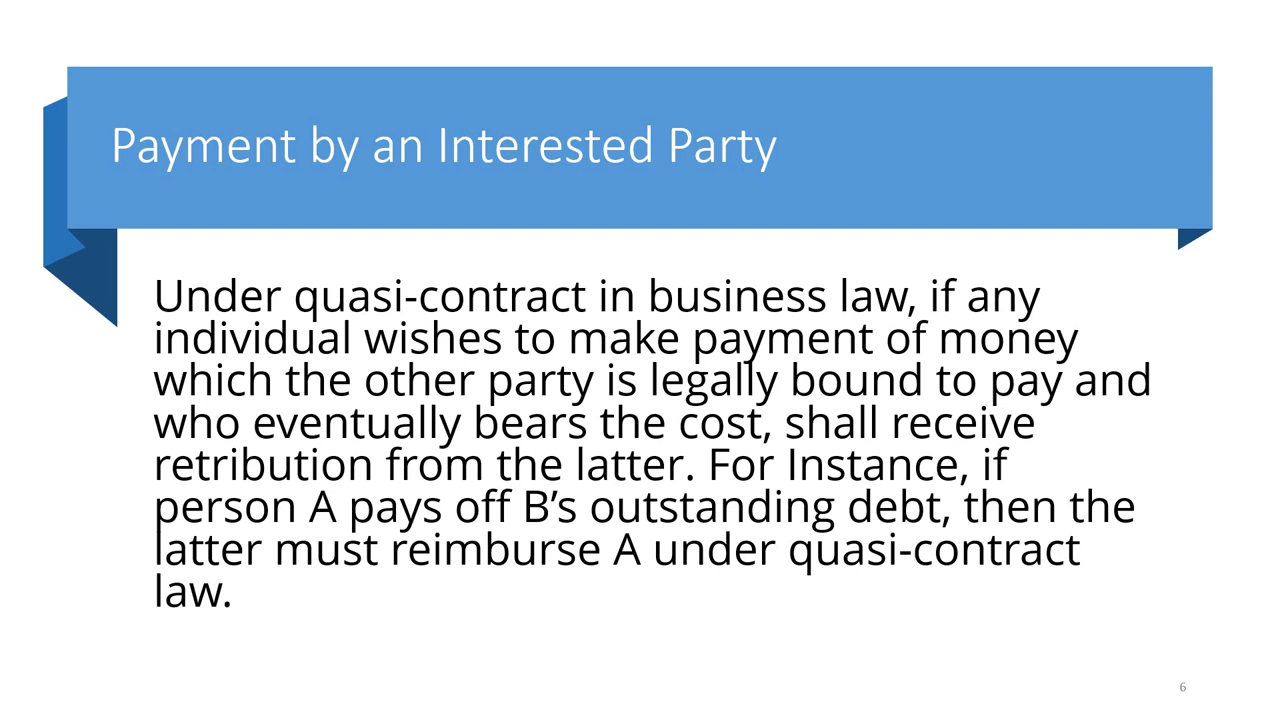 Payment by an Interested Party
Under quasi-contract in business law, if any
individual wishes to make payment of money
which the other party is legally bound to pay and
who eventually bears the cost, shall receive
retribution from the latter. For Instance, if
person A pays off B’s outstanding debt, then the
latter must reimburse A under quasi-contract
law.
6